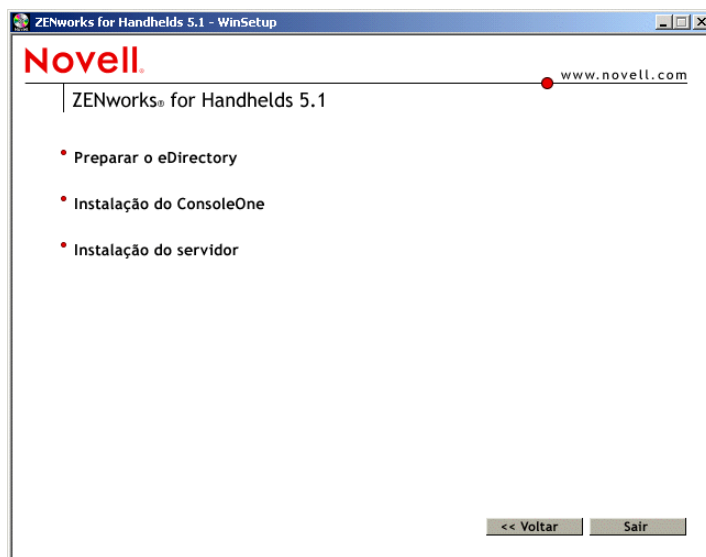 ZENworks for Handhelds 5.1 - WinSetup
Novell®
www.novell.com
ZENworks® for Handhelds 5.1
Preparar o eDirectory
Instalação do ConsoleOne
Instalação do servidor
<< Voltar
Sair